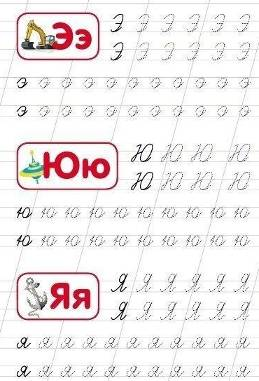 Ээ
Э Э Э Э Э Э
Э Э Э Э Э Э
э э э э э э э э э
э э э э э э э э э
Юю
Ю Ю Ю Ю
Ю Ю Ю Ю
ю ю ю ю ю ю ю ю ю ю
ю ю ю ю ю ю ю ю ю ю
Яя
Я Я Я Я Я Я
Я Я Я Я Я Я
я я я я я я я я я
я я я я я я я я я